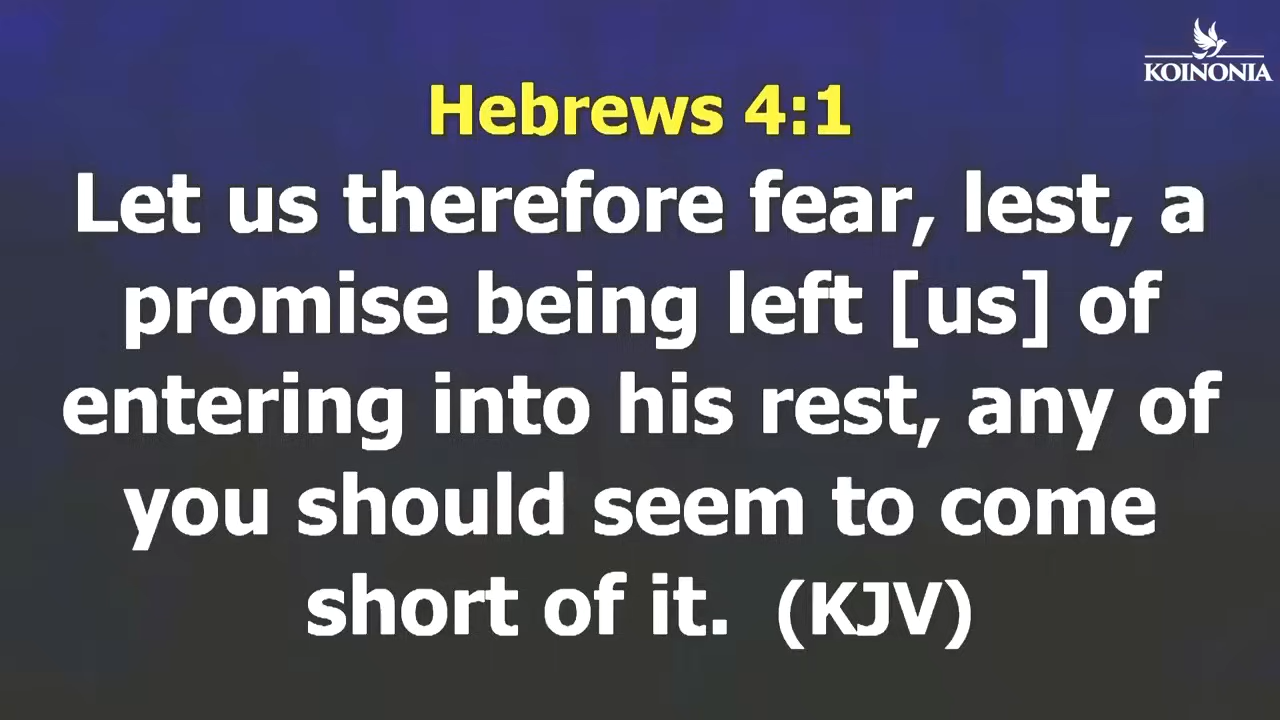 KOINONIA
Hebrews 4:1
Let us therefore fear, lest, a
promise being left [us] of
entering into his rest, any of
you should seem to come
short of it. (KJV)